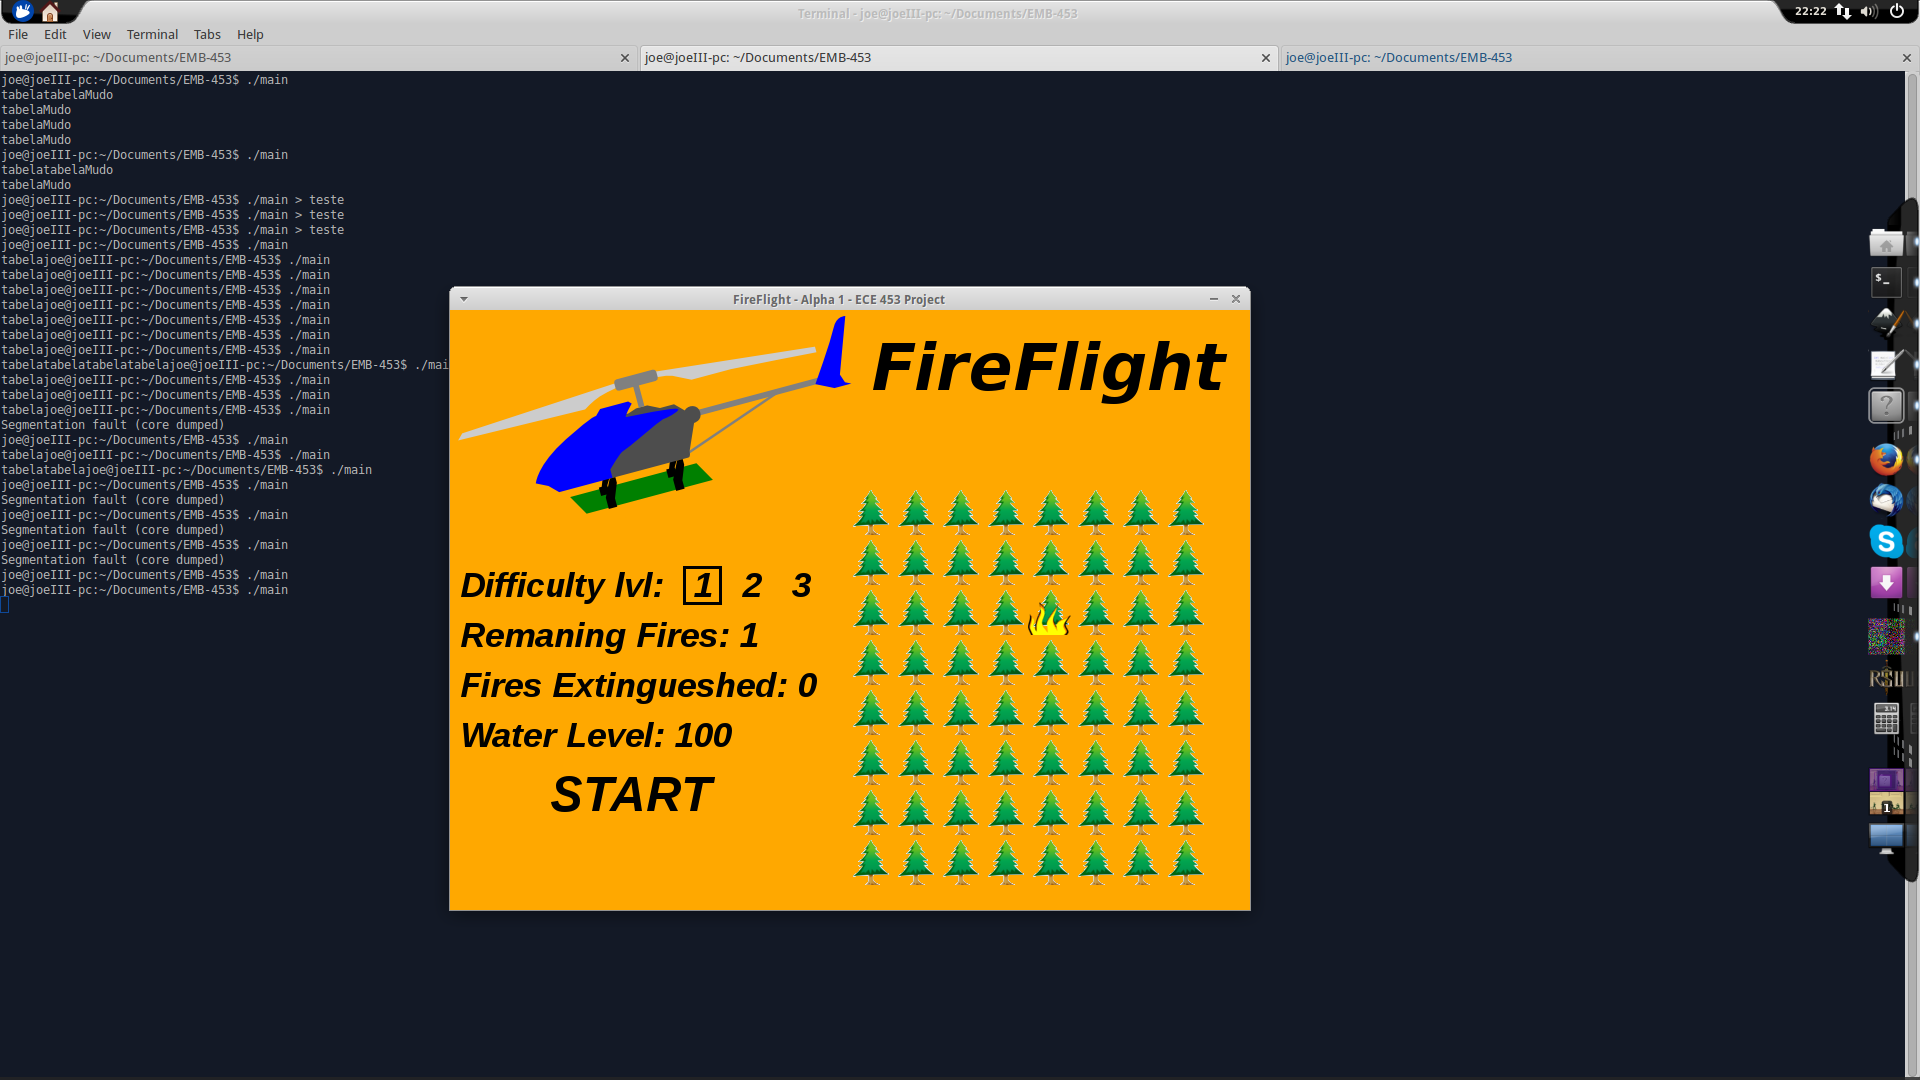 Terminal - joe@joeIII-pc: ~/Documents/EMB-453
22:22
File Edit View Terminal Tabs Help
joe@joeIII-pc: ~/Documents/EMB-453
joe@joeIII-pc: ~/Documents/EMB-453
joe@joeIII-pc: ~/Documents/EMB-453
joe@joeIII-pc:~/Documents/EMB-453$ ./main
tabelatabelaMudo
tabelaMudo
tabelaMudo
tabelaMudo
joe@joeIII-pc:~/Documents/EMB-453$ ./main
tabelatabelaMudo
tabelaMudo
joe@joeIII-pc:~/Documents/EMB-453$ ./main > teste
joe@joeIII-pc:~/Documents/EMB-453$ ./main > teste
joe@joeIII-pc:~/Documents/EMB-453$ ./main > teste
joe@joeIII-pc:~/Documents/EMB-453$ ./main
tabelajoe@joeIII-pc:~/Documents/EMB-453$ ./main
tabelajoe@joeIII-pc:~/Documents/EMB-453$ ./main
tabelajoe@joeIII-pc:~/Documents/EMB-453$ ./main
tabelajoe@joeIII-pc:~/Documents/EMB-453$ ./main
tabelajoe@joeIII-pc:~/Documents/EMB-453$ ./main
tabelajoe@joeIII-pc:~/Documents/EMB-453$ ./main
tabelajoe@joeIII-pc:~/Documents/EMB-453$ ./main
tabelatabelatabelatabelajoe@joeIII-pc:~/Documents/EMB-453$ ./mai
tabelajoe@joeIII-pc:~/Documents/EMB-453$ ./main
tabelajoe@joeIII-pc:~/Documents/EMB-453$ ./main
tabelajoe@joeIII-pc:~/Documents/EMB-453$ ./main
Segmentation fault (core dumped)
joe@joeIII-pc:~/Documents/EMB-453$ ./main
tabelajoe@joeIII-pc:~/Documents/EMB-453$ ./main
tabelatabelajoe@joeIII-pc:~/Documents/EMB-453$ ./main
joe@joeIII-pc:~/Documents/EMB-453$ ./main
Segmentation fault (core dumped)
joe@joeIII-pc:~/Documents/EMB-453$ ./main
Segmentation fault (core dumped)
joe@joeIII-pc:~/Documents/EMB-453$ ./main
Segmentation fault (core dumped)
joe@joeIII-pc:~/Documents/EMB-453$ ./main
joe@joeIII-pc:~/Documents/EMB-453$ ./main
FireFlight - Alpha 1 - ECE 453 Project
FireFlight
Difficulty lvl: 1 2 3
Remaning Fires: 1
Fires Extingueshed: 0
Water Level: 100
START
1